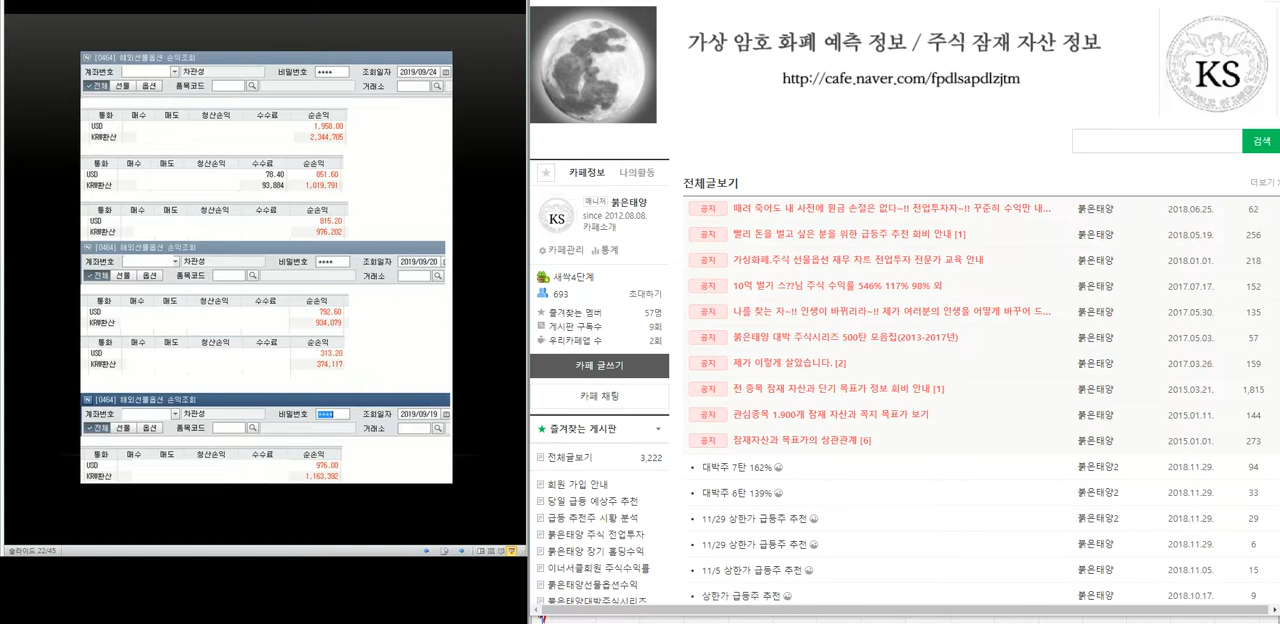 [0464] 해외선물옵션 손익조회
계좌번호 차관성 비밀번호 **** 조회일자 2019/09/24
전체 선물 옵션 품목코드 거래소
통화 매수 매도 청산손익 수수료 순손익
USD 1,958.00
KRW환산 2,344,705
통화 매수 매도 청산손익 수수료 순손익
USD 78.40 851.60
KRW환산 93,884 1,019,791
통화 매수 매도 청산손익 수수료 순손익
USD 815.20
KRW환산 976,202
[0464] 해외선물옵션 손익조회
계좌번호 차관성 비밀번호 **** 조회일자 2019/09/20
전체 선물 옵션 품목코드 거래소
통화 매수 매도 청산손익 수수료 순손익
USD 792.60
KRW환산 934,079
통화 매수 매도 청산손익 수수료 순손익
USD 313.20
KRW환산 374,117
[0464] 해외선물옵션 손익조회
계좌번호 차관성 비밀번호 **** 조회일자 2019/09/19
전체 선물 옵션 품목코드 거래소
통화 매수 매도 청산손익 수수료 순손익
USD 976.00
KRW환산 1,163,392
슬라이드 22/45
가상 암호 화폐 예측 정보 / 주식 잠재 자산 정보
http://cafe.naver.com/fpdlsapdlzjtm
KS
검색
카페정보 나의활동
KS
매니저 붉은태양
since 2012.08.08.
카페소개
카페관리 통계
새싹4단계
693 초대하기
즐겨찾는 멤버 57명
게시판 구독수 9회
우리카페앱 수 2회
카페 글쓰기
카페 채팅
즐겨찾는 게시판
전체글보기 3,222
회원 가입 안내
당일 급등 예상주 추천
급등 추천주 시황 분석
붉은태양 주식 전업투자
붉은태양 장기 홀딩수익
이너서클회원 주식수익률
붉은태양선물옵션수익
붉은태양대박주식시리즈
전체글보기 더보기
공지 때려 죽어도 내 사전에 원금 손절은 없다~!! 전업투자자~!! 꾸준히 수익만 내... 붉은태양 2018.06.25. 62
공지 빨리 돈을 벌고 싶은 분을 위한 급등주 추천 회비 안내 [1] 붉은태양 2018.05.19. 256
공지 가상화폐.주식 선물옵션 재무 차트 전업투자 전문가 교육 안내 붉은태양 2018.01.01. 218
공지 10억 벌기 스??닝 주식 수익률 546% 117% 98% 외 붉은태양 2017.07.17. 152
공지 나를 찾는 자~!! 인생이 바뀌리라~!! 제가 여러분의 인생을 어떻게 바꾸어 드... 붉은태양 2017.05.30. 135
공지 붉은태양 대박 주식시리즈 500탄 모음집(2013-2017년) 붉은태양 2017.05.03. 57
공지 제가 이렇게 살았습니다. [2] 붉은태양 2017.03.26. 159
공지 전 종목 잠재 자산과 단기 목표가 정보 회비 안내 [1] 붉은태양 2015.03.21. 1,815
공지 관심종목 1.900개 잠재 자산과 꼭지 목표가 보기 붉은태양 2015.01.11. 144
공지 잠재자산과 목표가의 상관관계 [6] 붉은태양 2015.01.01. 273
대박주 7탄 162% 붉은태양2 2018.11.29. 94
대박주 6탄 139% 붉은태양2 2018.11.29. 33
11/29 상한가 급등주 추천 붉은태양2 2018.11.29. 29
11/29 상한가 급등주 추천 붉은태양 2018.11.29. 6
11/5 상한가 급등주 추천 붉은태양 2018.11.05. 15
상한가 급등주 추천 붉은태양 2018.10.17. 9